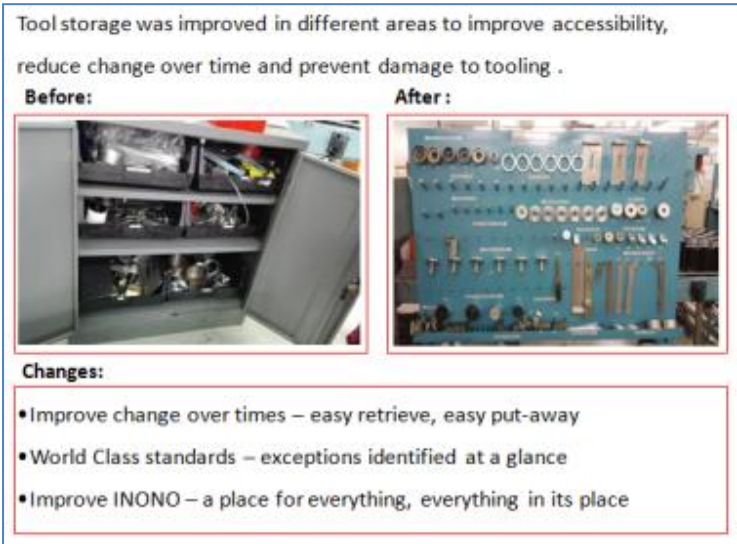 Tool storage was improved in different areas to improve accessibility,
reduce change over time and prevent damage to tooling .
Before:
After :
Changes:
•Improve change over times – easy retrieve, easy put-away
•World Class standards – exceptions identified at a glance
•Improve INONO – a place for everything, everything in its place